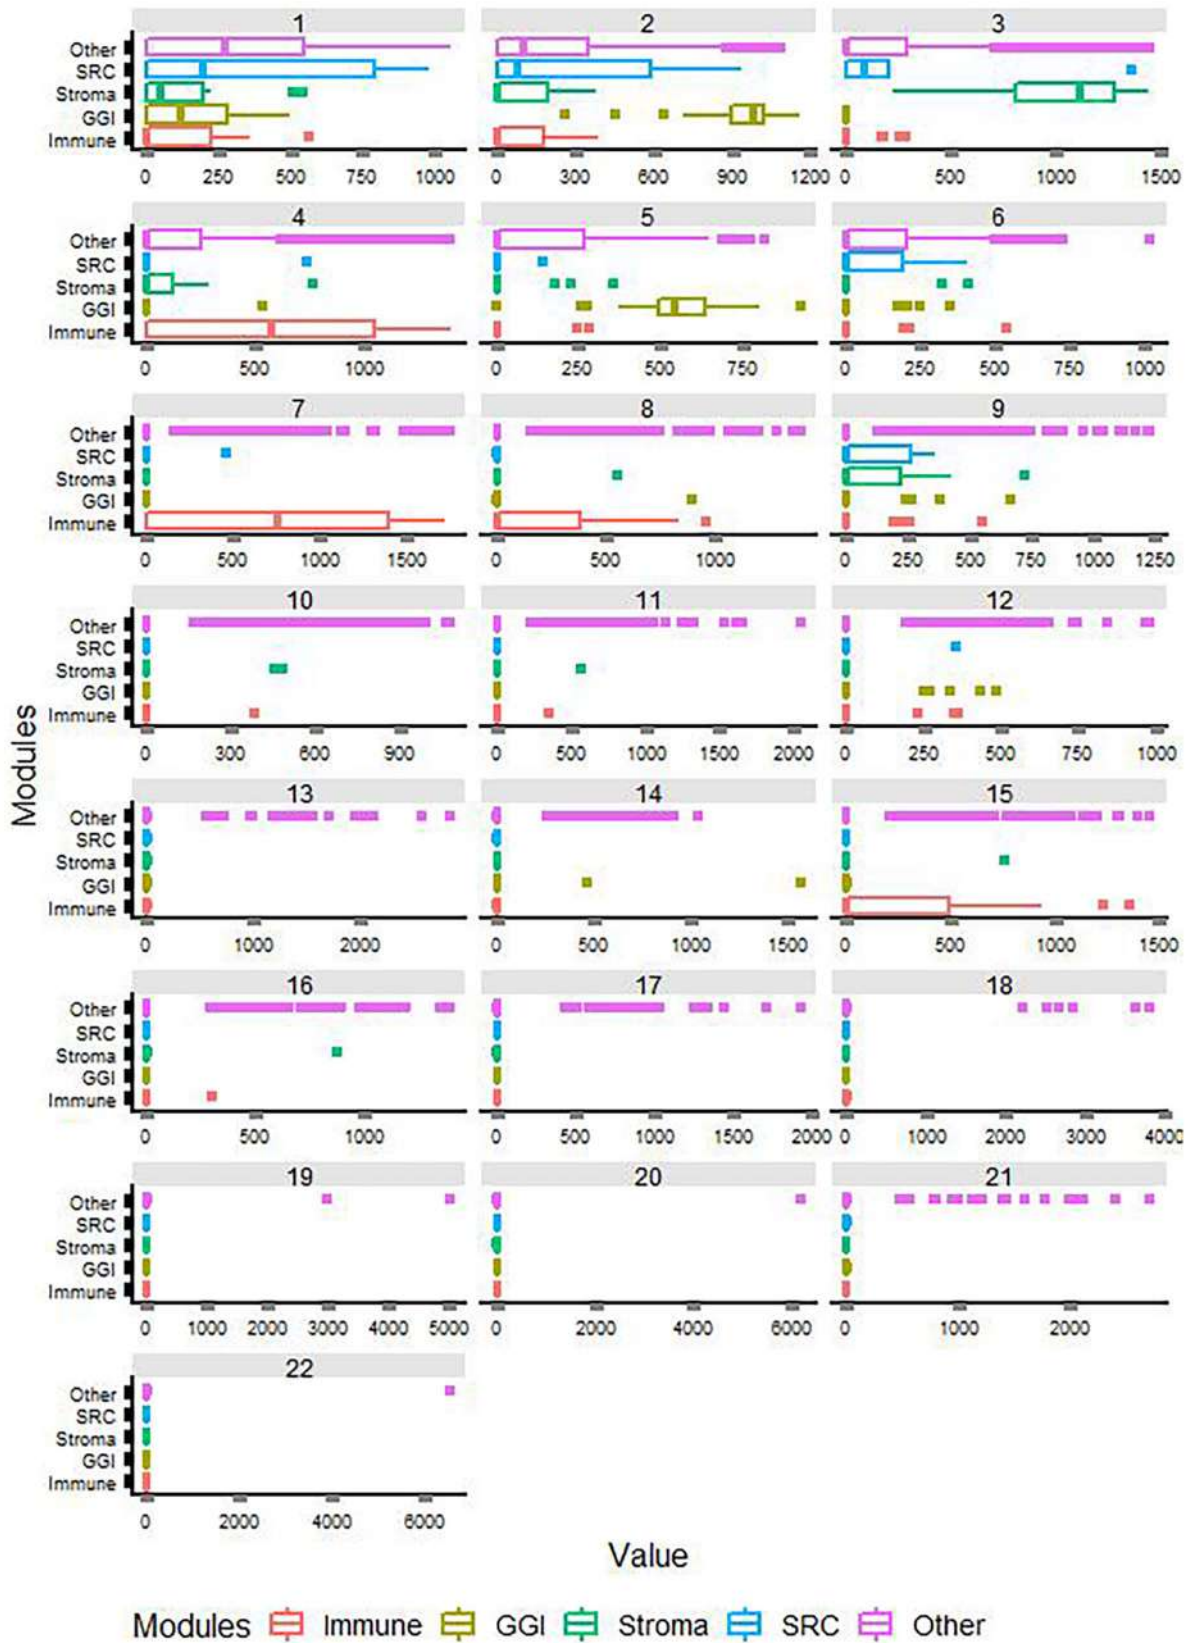 1 2 3
Other
SRC
Stroma
GGI
Immune
0 250 500 750 1000 0 300 600 900 1200 0 500 1000 1500
4 5 6
Other
SRC
Stroma
GGI
Immune
0 500 1000 0 250 500 750 0 250 500 750 1000
7 8 9
Other
SRC
Stroma
GGI
Immune
0 500 1000 1500 0 500 1000 0 250 500 750 1000 1250
10 11 12
Other
SRC
Stroma
GGI
Immune
0 300 600 900 0 500 1000 1500 2000 0 250 500 750 1000
Modules
13 14 15
Other
SRC
Stroma
GGI
Immune
0 1000 2000 0 500 1000 1500 0 500 1000 1500
16 17 18
Other
SRC
Stroma
GGI
Immune
0 500 1000 0 500 1000 1500 2000 0 1000 2000 3000 4000
19 20 21
Other
SRC
Stroma
GGI
Immune
0 1000 2000 3000 4000 5000 0 2000 4000 6000 0 1000 2000
22
Other
SRC
Stroma
GGI
Immune
0 2000 4000 6000
Value
Modules Immune GGI Stroma SRC Other